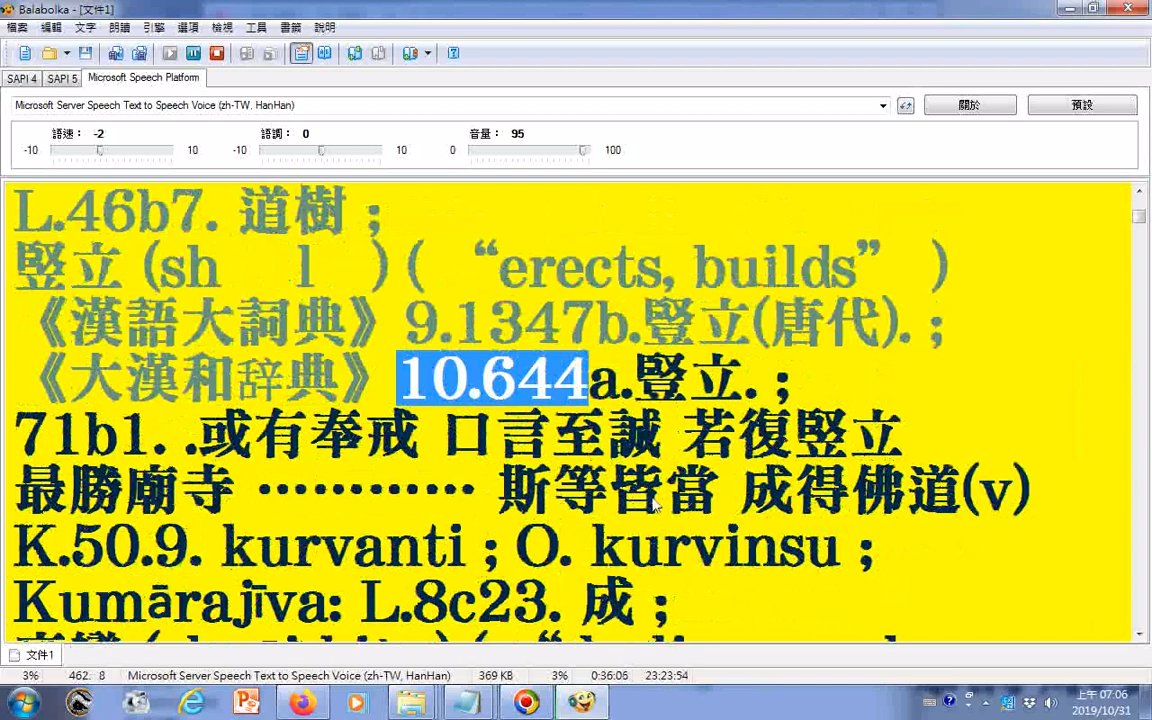 Balabolka - [文件1]
檔案 編輯 文字 朗讀 引擎 選項 檢視 工具 書籤 說明
SAPI 4 SAPI 5 Microsoft Speech Platform
Microsoft Server Speech Text to Speech Voice (zh-TW, HanHan) 關於 預設
語速： -2 語調： 0 音量： 95
-10 10 -10 10 0 100
L.46b7. 道樹 ;
竪立 (sh l ) ( “erects, builds” )
《漢語大詞典》 9.1347b.豎立(唐代). ;
《大漢和辞典》 10.644a.豎立. ;
71b1. .或有奉戒 口言至誠 若復竪立
最勝廟寺 ………… 斯等皆當 成得佛道(v)
K.50.9. kurvanti ; O. kurvinsu ;
Kumārajīva: L.8c23. 成 ;
文件1
3% 462: 8 Microsoft Server Speech Text to Speech Voice (zh-TW, HanHan) 369 KB 3% 0:36:06 23:23:54
上午 07:06
2019/10/31